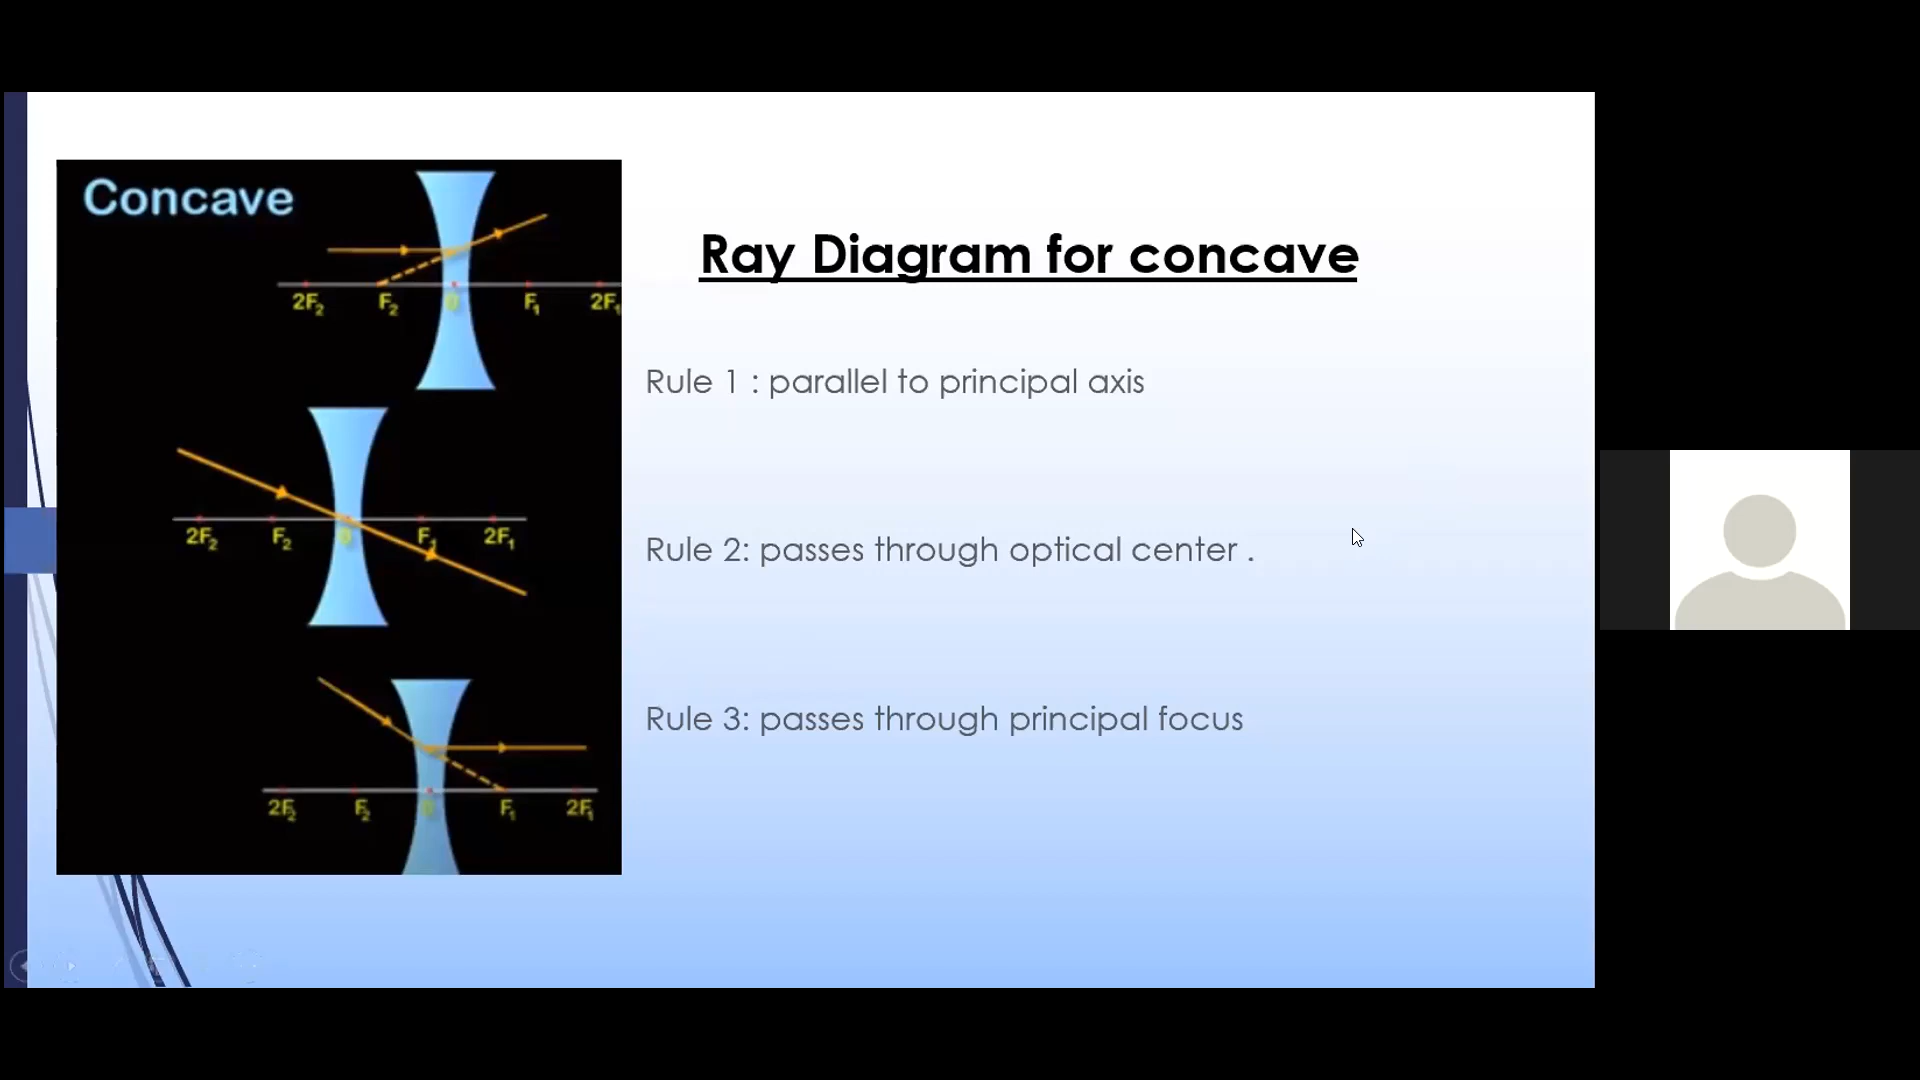 Concave
2F₂ F₂ 0 F₁ 2F₁
Ray Diagram for concave
Rule 1 : parallel to principal axis
2F₂ F₂ 0 F₁ 2F₁
Rule 2: passes through optical center .
Rule 3: passes through principal focus
2F₂ F₂ 0 F₁ 2F₁